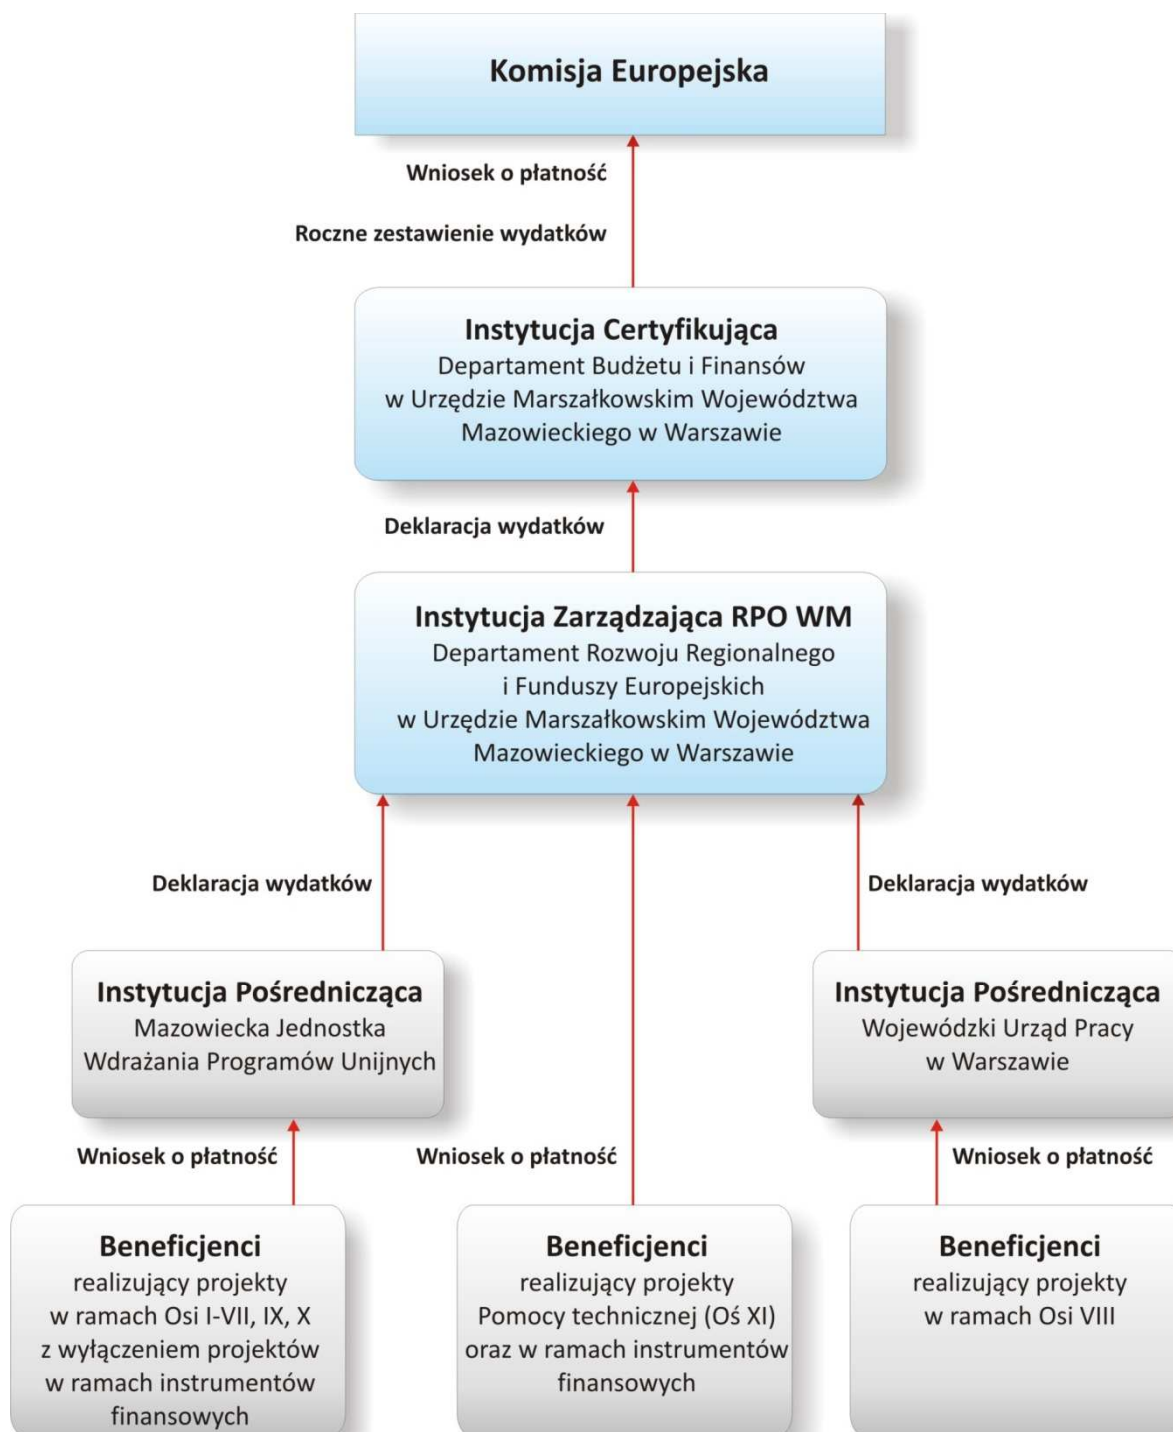 Komisja Europejska
Wniosek o płatność
Roczne zestawienie wydatków
Instytucja Certyfikująca
Departament Budżetu i Finansów
w Urzędzie Marszałkowskim Województwa
Mazowieckiego w Warszawie
Deklaracja wydatków
Instytucja Zarządzająca RPO WM
Departament Rozwoju Regionalnego
i Funduszy Europejskich
w Urzędzie Marszałkowskim Województwa
Mazowieckiego w Warszawie
Deklaracja wydatków
Deklaracja wydatków
Instytucja Pośrednicząca
Mazowiecka Jednostka
Wdrażania Programów Unijnych
Instytucja Pośrednicząca
Wojewódzki Urząd Pracy
w Warszawie
Wniosek o płatność
Wniosek o płatność
Wniosek o płatność
Beneficjenci
realizujący projekty
w ramach Osi I-VII, IX, X
z wyłączeniem projektów
w ramach instrumentów
finansowych
Beneficjenci
realizujący projekty
Pomocy technicznej (Oś XI)
oraz w ramach instrumentów
finansowych
Beneficjenci
realizujący projekty
w ramach Osi VIII